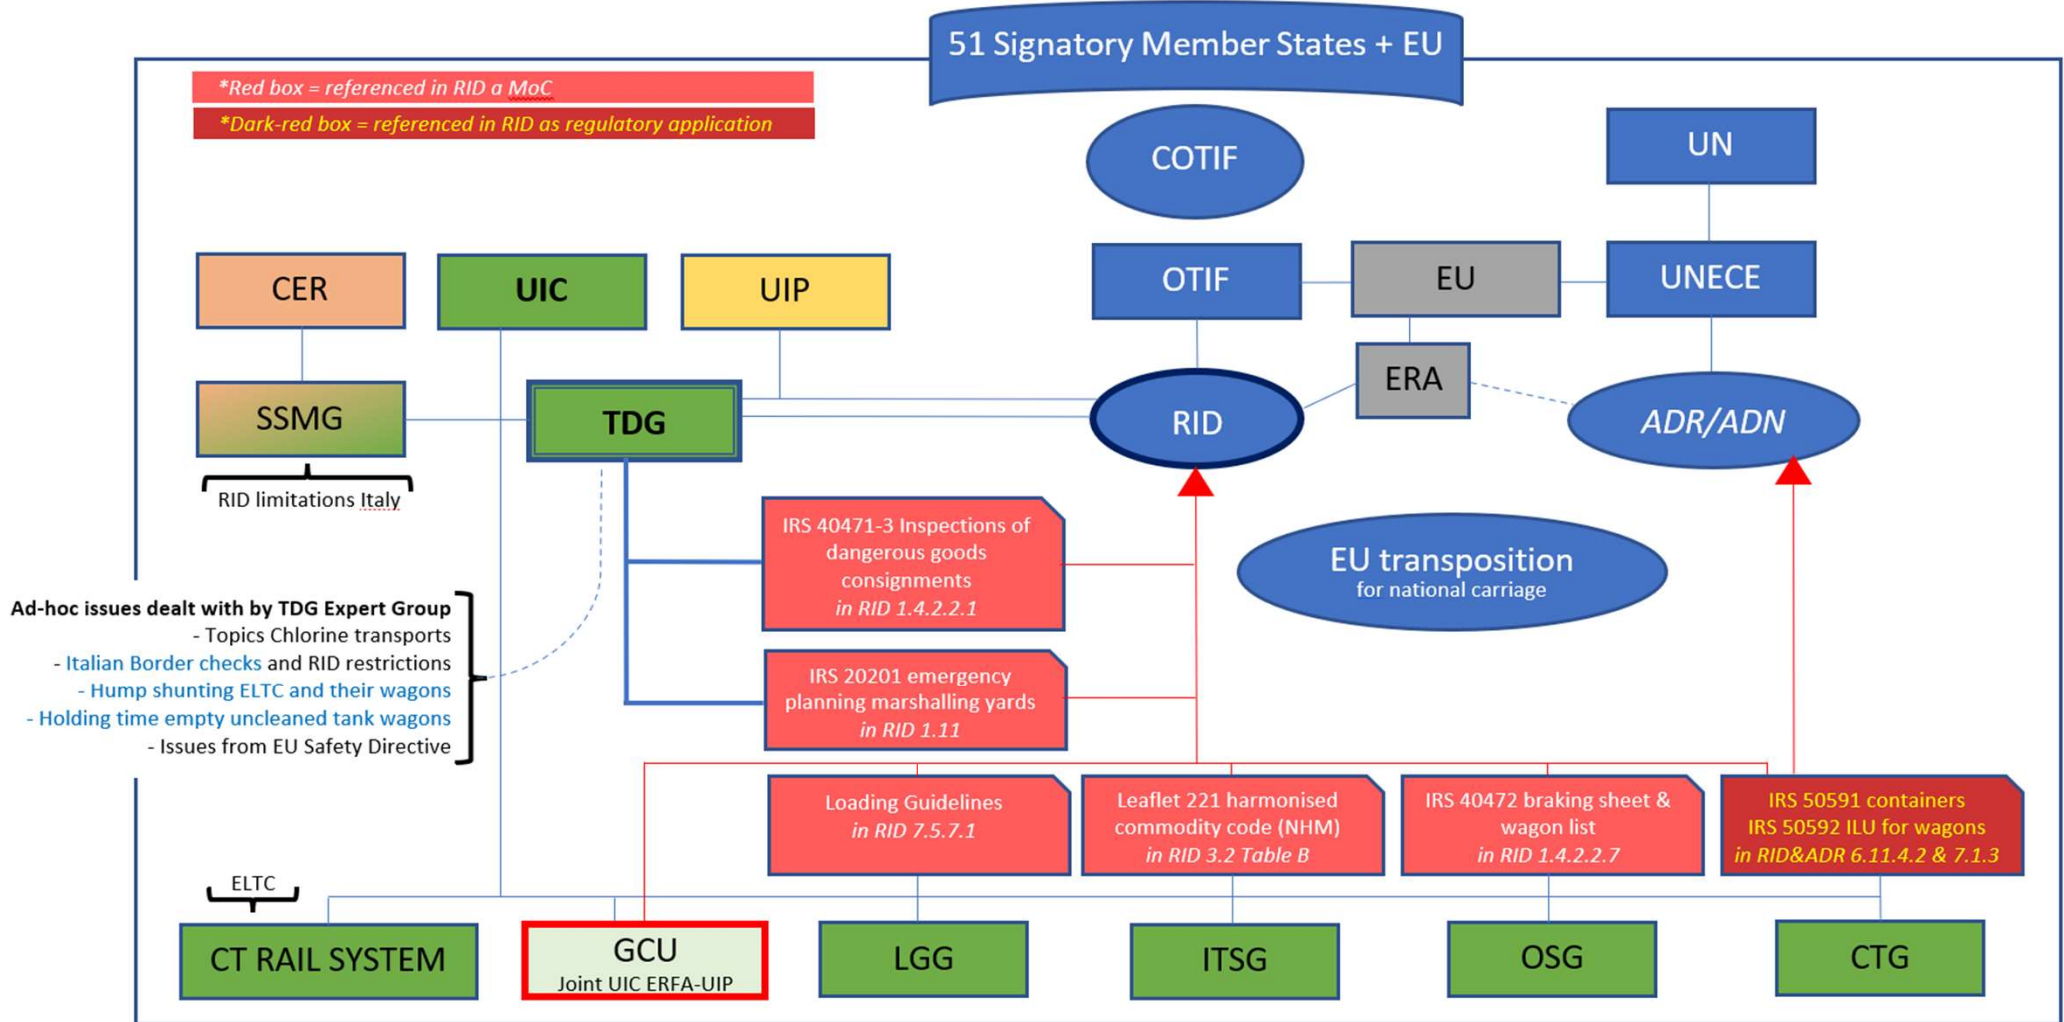 51 Signatory Member States + EU
*Red box = referenced in RID a MoC
*Dark-red box = referenced in RID as regulatory application
COTIF
UN
CER
UIC
UIP
OTIF
EU
UNECE
ERA
SSMG
TDG
RID
ADR/ADN
RID limitations Italy
IRS 40471-3 Inspections of
dangerous goods
consignments
in RID 1.4.2.2.1
EU transposition
for national carriage
Ad-hoc issues dealt with by TDG Expert Group
- Topics Chlorine transports
- Italian Border checks and RID restrictions
- Hump shunting ELTC and their wagons
- Holding time empty uncleaned tank wagons
- Issues from EU Safety Directive
IRS 20201 emergency
planning marshalling yards
in RID 1.11
Loading Guidelines
in RID 7.5.7.1
Leaflet 221 harmonised
commodity code (NHM)
in RID 3.2 Table B
IRS 40472 braking sheet &
wagon list
in RID 1.4.2.2.7
IRS 50591 containers
IRS 50592 ILU for wagons
in RID&ADR 6.11.4.2 & 7.1.3
ELTC
CT RAIL SYSTEM
GCU
Joint UIC ERFA-UIP
LGG
ITSG
OSG
CTG